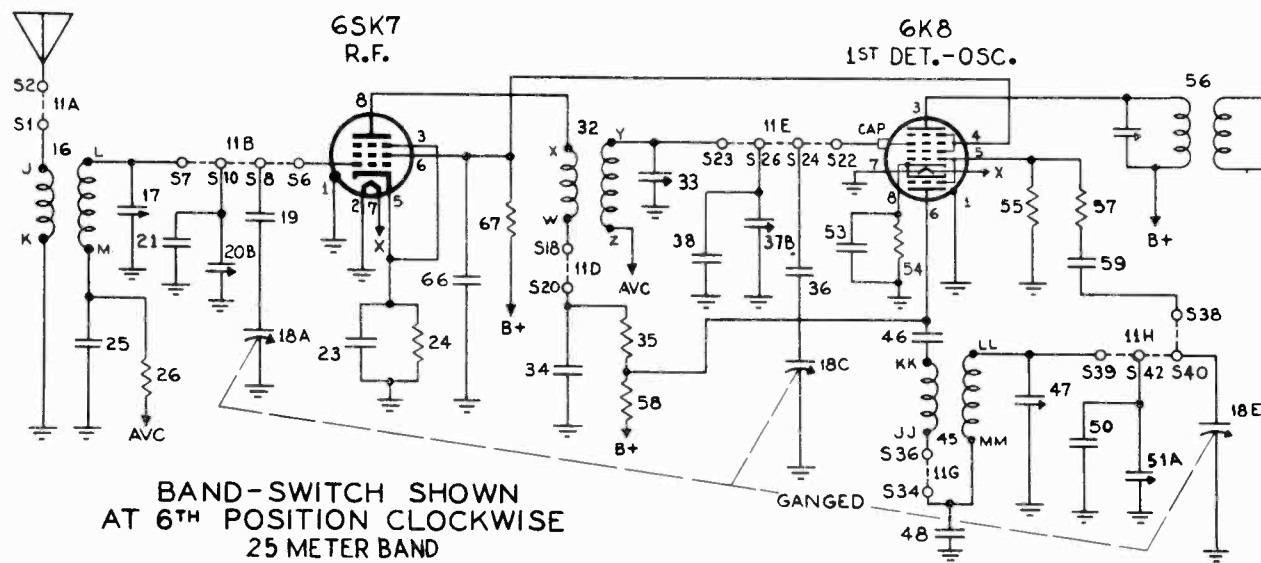 6SK7
R.F.
6K8
1ST DET.-OSC.
S2
11A
S1
16
J
K
L
M
17
21
20B
S7
11B
S10
S8
S6
19
18A
25
26
AVC
8
3
6
1
2
7
5
X
23
24
66
67
B+
32
X
W
Y
Z
S18
11D
S20
AVC
34
35
58
B+
33
S23
11E
S26
S24
S22
38
37B
36
18C
CAP
3
4
5
7
8
6
1
X
53
54
55
57
59
56
B+
46
KK
JJ
45
LL
MM
S36
11G
S34
48
47
S39
11H
S42
S40
S38
50
51A
18E
GANGED
BAND-SWITCH SHOWN
AT 6TH POSITION CLOCKWISE
25 METER BAND